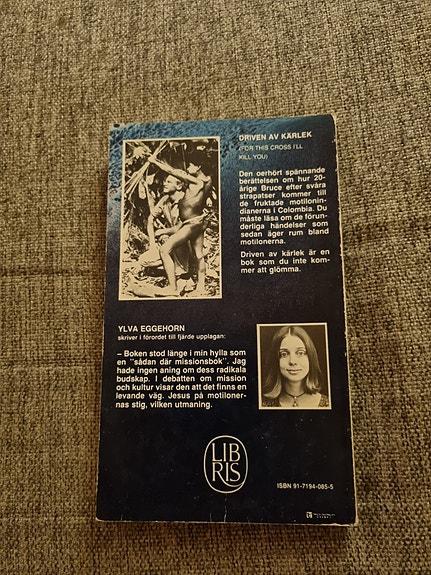 DRIVEN AV KÄRLEK
(FOR THIS CROSS I'LL
KILL YOU)
Den oerhört spännande
berättelsen om hur 20-
årige Bruce efter svåra
strapatser kommer till
de fruktade motilonin-
dianerna i Colombia. Du
måste läsa om de förun-
derliga händelser som
sedan äger rum bland
motilonerna.
Driven av kärlek är en
bok som du inte kom-
mer att glömma.
YLVA EGGEHORN
skriver i förordet till fjärde upplagan:
– Boken stod länge i min hylla som
en "sådan där missionsbok". Jag
hade ingen aning om dess radikala
budskap. I debatten om mission
och kultur visar den att det finns en
levande väg. Jesus på motiloner-
nas stig, vilken utmaning.
LIB
RIS
ISBN 91-7194-085-5